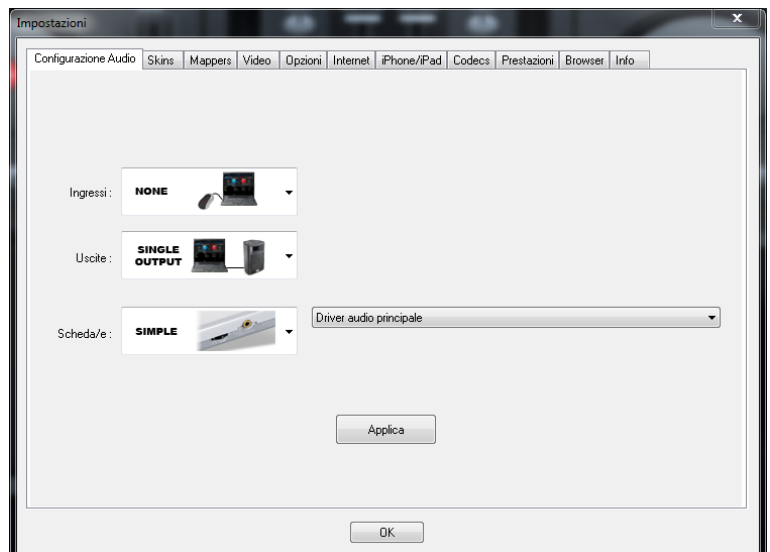 Impostazioni
x
Configurazione Audio Skins Mappers Video Opzioni Internet iPhone/iPad Codecs Prestazioni Browser Info
Ingressi : NONE
Uscite : SINGLE OUTPUT
Scheda/e : SIMPLE Driver audio principale
Applica
OK